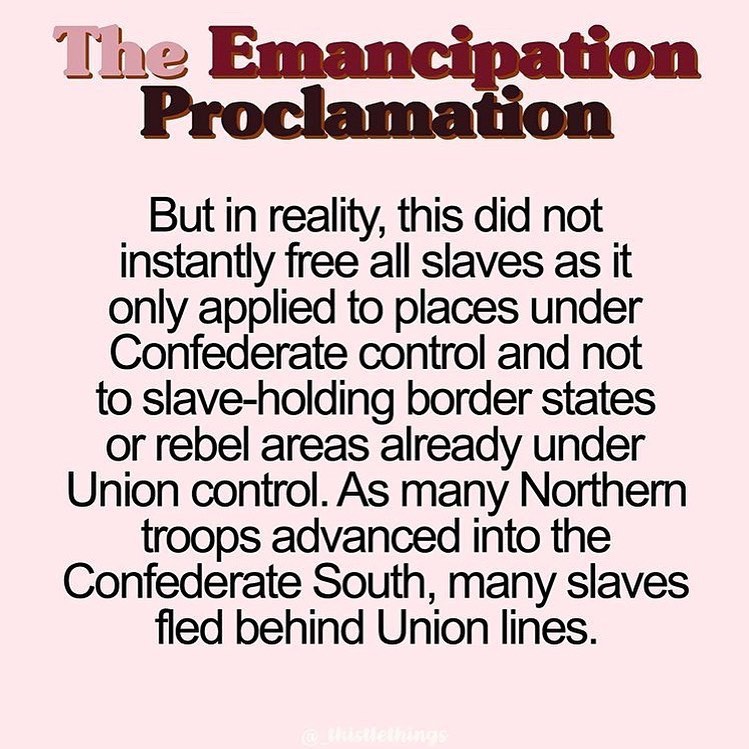 The Emancipation
Proclamation
But in reality, this did not
instantly free all slaves as it
only applied to places under
Confederate control and not
to slave-holding border states
or rebel areas already under
Union control. As many Northern
troops advanced into the
Confederate South, many slaves
fled behind Union lines.
@_thistlethings